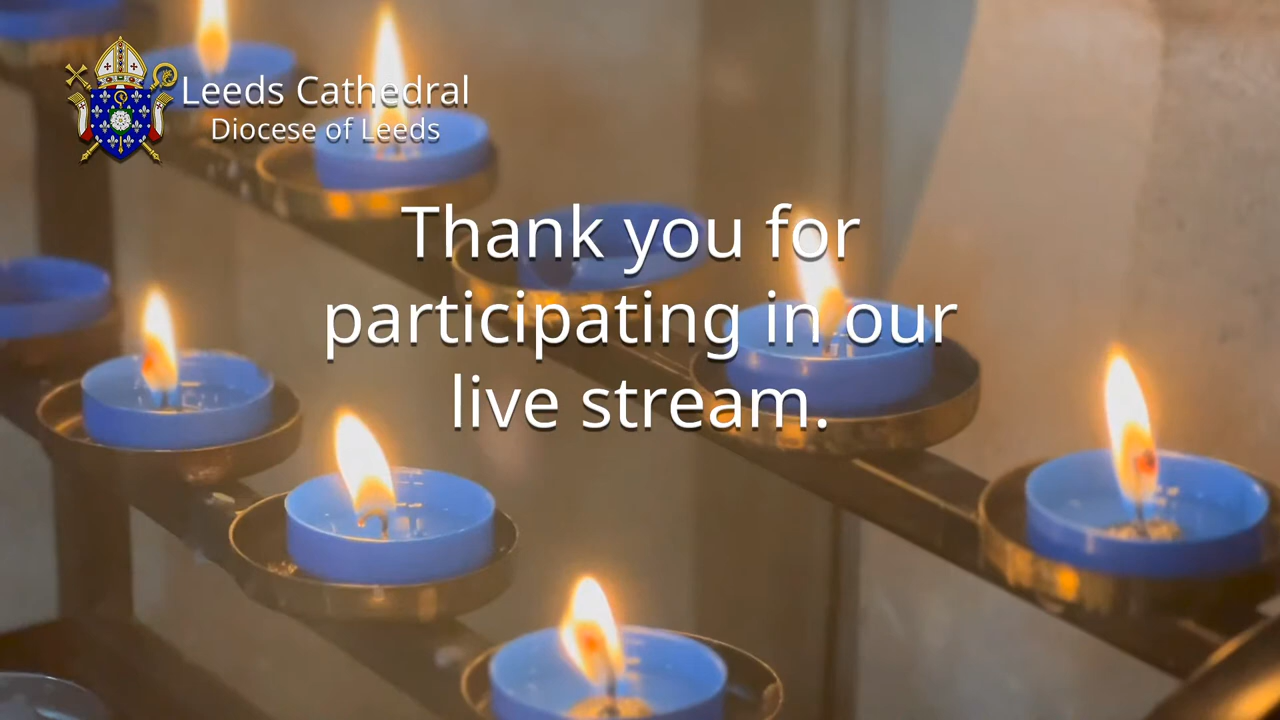 Leeds Cathedral
Diocese of Leeds
Thank you for
participating in our
live stream.